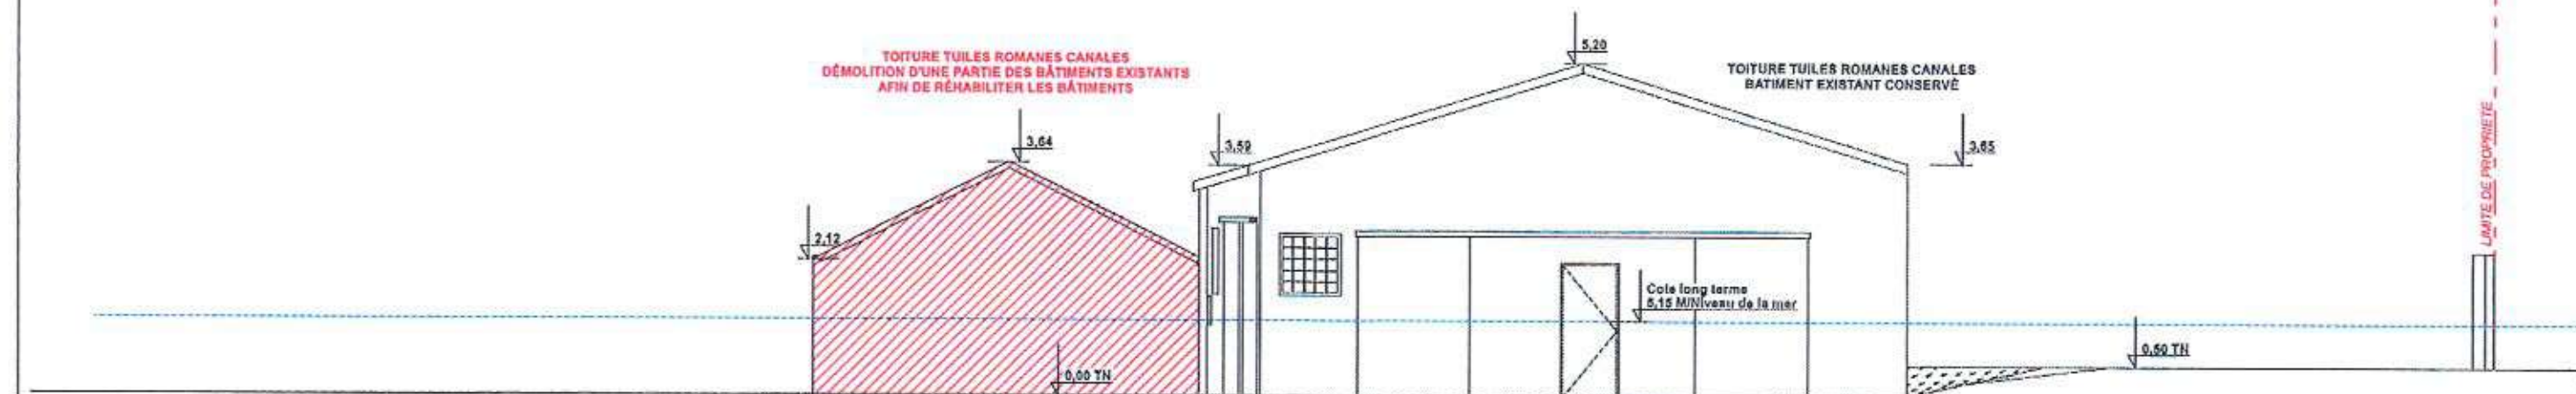 TOITURE TUILES ROMANES CANALES
DÉMOLITION D'UNE PARTIE DES BÂTIMENTS EXISTANTS
AFIN DE RÉHABILITER LES BÂTIMENTS
5,20
TOITURE TUILES ROMANES CANALES
BATIMENT EXISTANT CONSERVÉ
3,64
3,59
3,65
LIMITE DE PROPRIETE
2,12
Cote long terme
5,15 M/Niveau de la mer
0,50 TN
0,00 TN